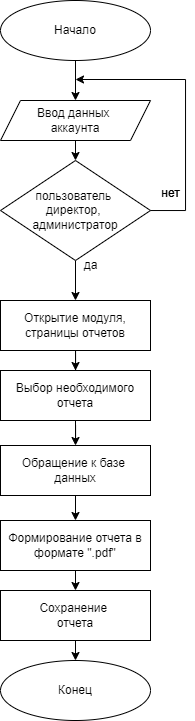 Начало
Ввод данных
аккаунта
пользователь
директор,
администратор
нет
да
Открытие модуля,
страницы отчетов
Выбор необходимого
отчета
Обращение к базе
данных
Формирование отчета в
формате ".pdf"
Сохранение
отчета
Конец